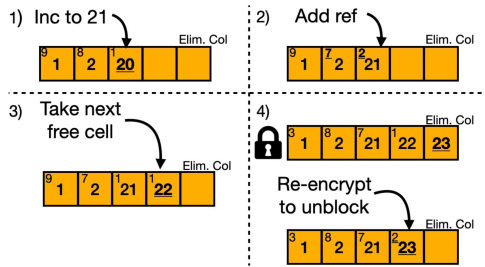 1) Inc to 21
Elim. Col
9 1 8 2 1 20
2) Add ref
Elim. Col
9 1 7 2 2 21
3) Take next
free cell
Elim. Col
9 1 7 2 1 21 1 22
4)
Elim. Col
3 1 8 2 7 21 1 22 23
Re-encrypt
to unblock
Elim. Col
3 1 8 2 7 21 2 23